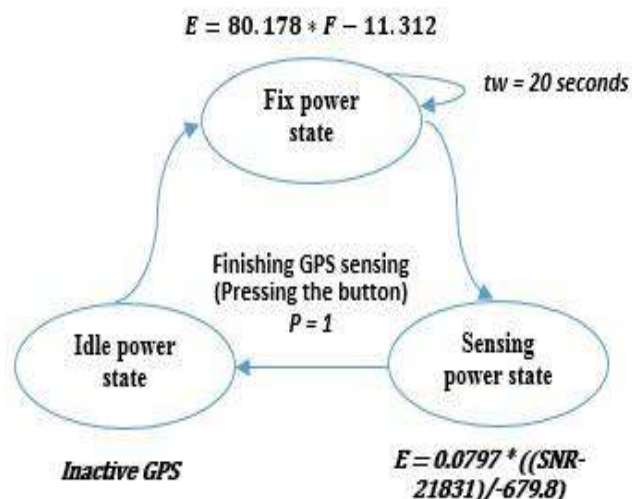 E = 80.178 * F − 11.312
Fix power
state
tw = 20 seconds
Finishing GPS sensing
(Pressing the button)
P = 1
Idle power
state
Sensing
power state
Inactive GPS
E = 0.0797 * ((SNR-
21831)/-679.8)